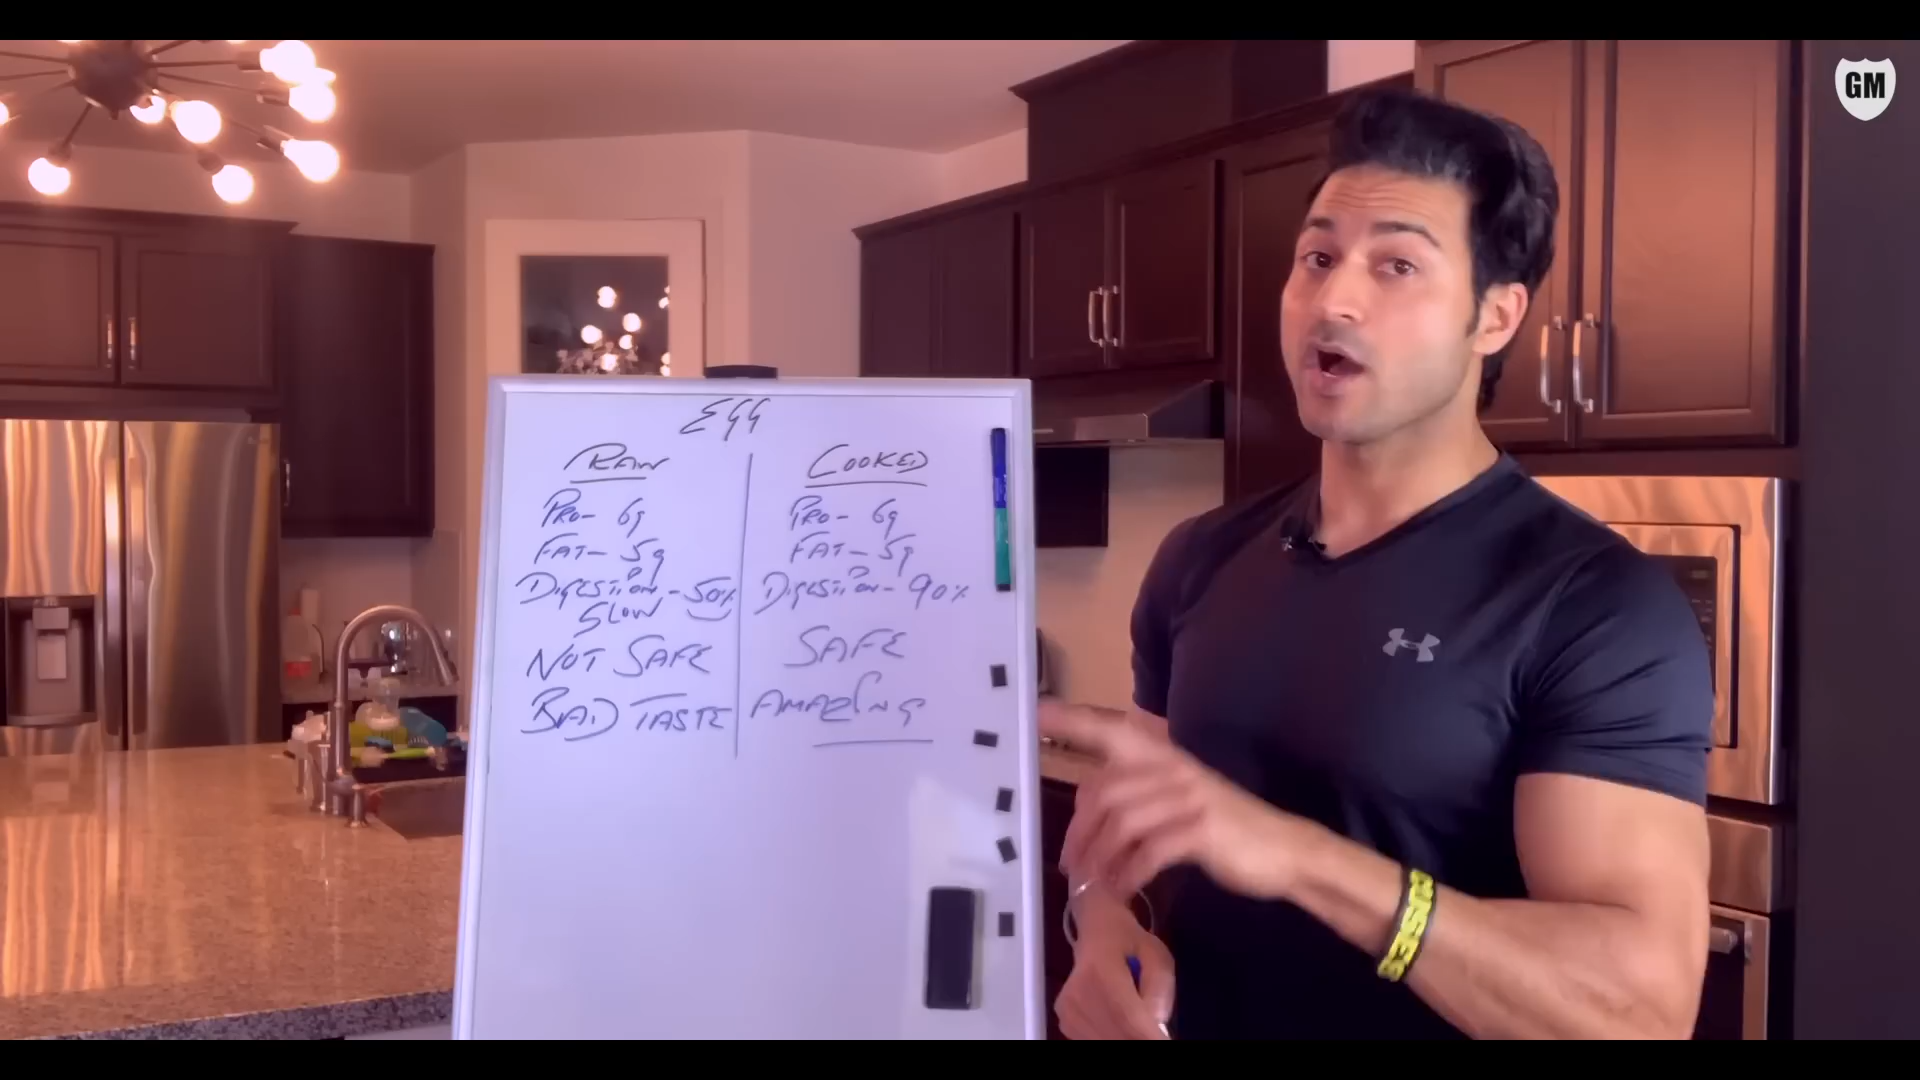 GM
EGG
RAW
PRO- 6g
FAT- 5g
DIGESTION - 50%
SLOW
NOT SAFE
BAD TASTE
COOKED
PRO- 6g
FAT- 5g
DIGESTION- 90%
SAFE
AMAZING